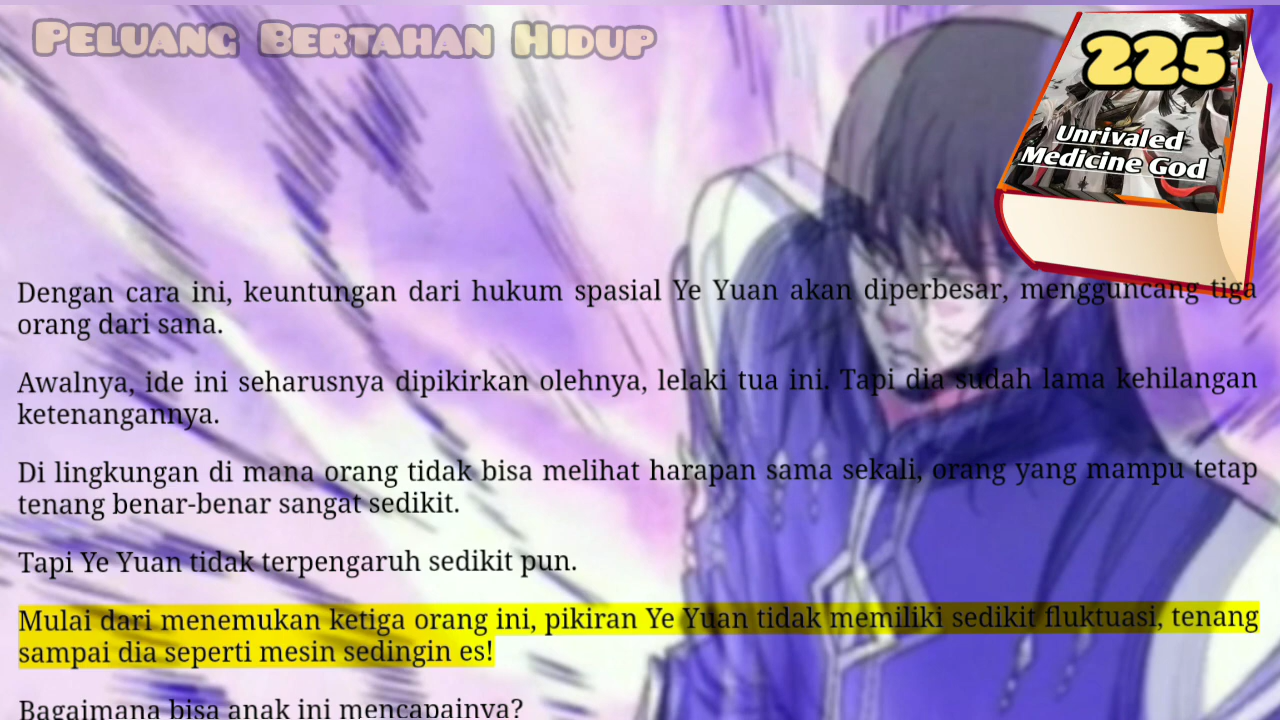 Peluang Bertahan Hidup
225
Unrivaled
Medicine God
Dengan cara ini, keuntungan dari hukum spasial Ye Yuan akan diperbesar, mengguncang tiga
orang dari sana.
Awalnya, ide ini seharusnya dipikirkan olehnya, lelaki tua ini. Tapi dia sudah lama kehilangan
ketenangannya.
Di lingkungan di mana orang tidak bisa melihat harapan sama sekali, orang yang mampu tetap
tenang benar-benar sangat sedikit.
Tapi Ye Yuan tidak terpengaruh sedikit pun.
Mulai dari menemukan ketiga orang ini, pikiran Ye Yuan tidak memiliki sedikit fluktuasi, tenang
sampai dia seperti mesin sedingin es!
Bagaimana bisa anak ini mencapainya?